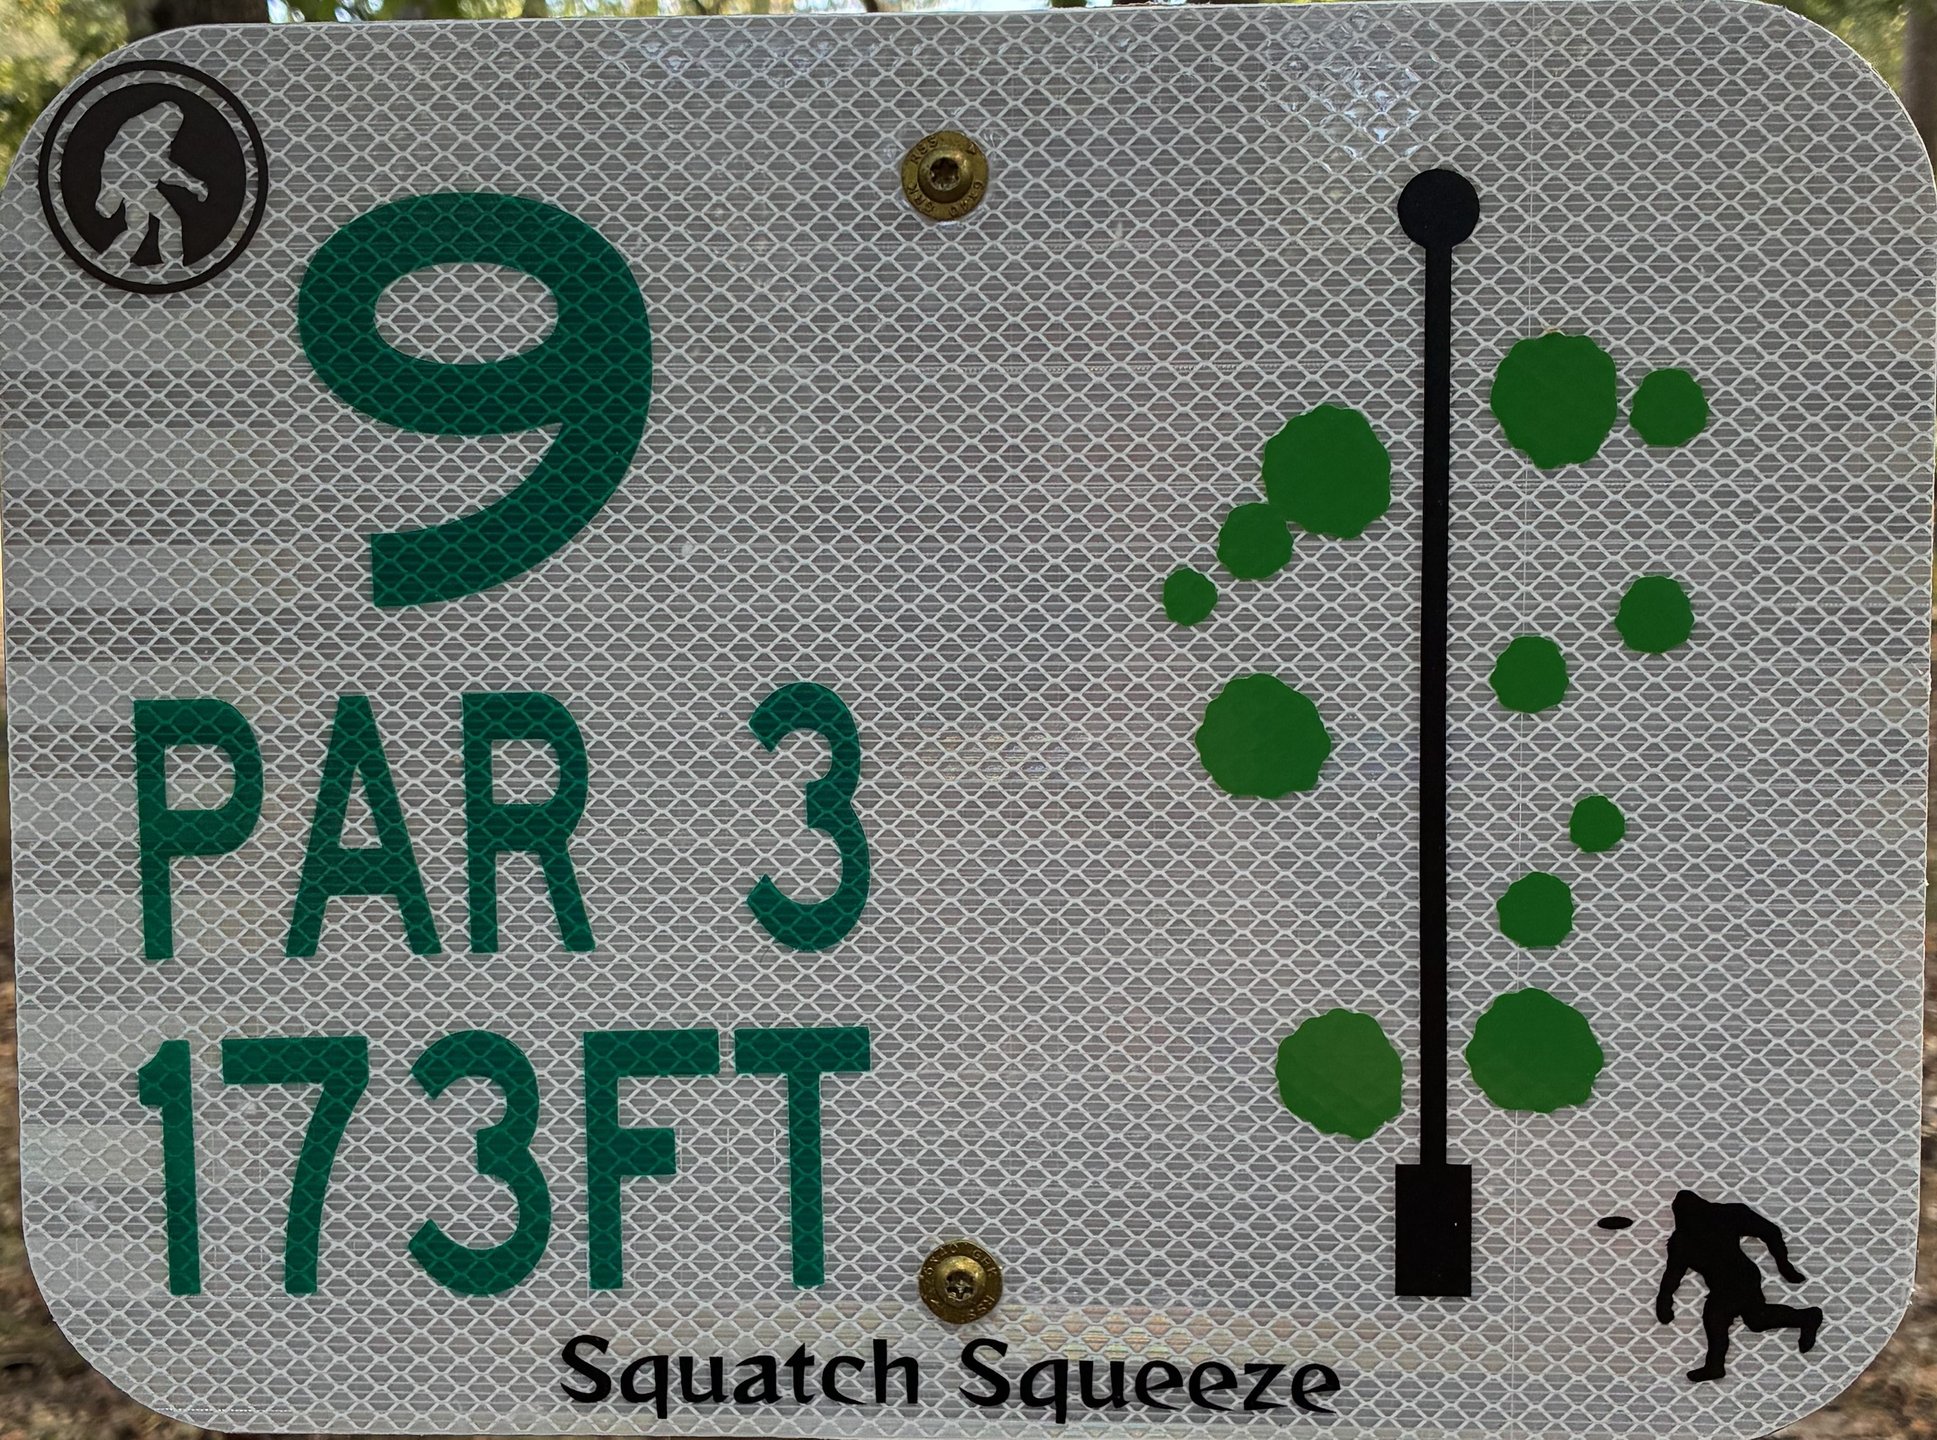 9
PAR 3
173FT
Squatch Squeeze